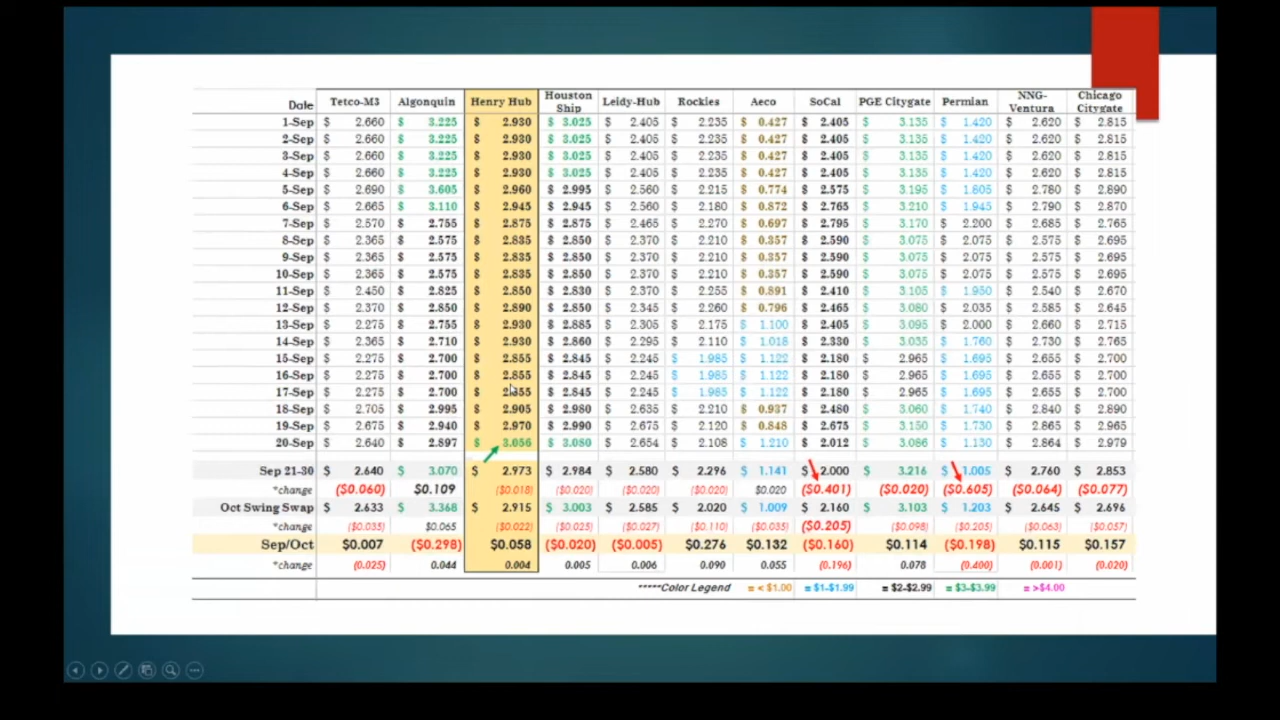 Date Tetco-M3 Algonquin Henry Hub Houston Ship Leidy-Hub Rockies Aeco SoCal PGE Citygate Permian NNG-Ventura Chicago Citygate
1-Sep $ 2.660 $ 3.225 $ 2.930 $ 3.025 $ 2.405 $ 2.235 $ 0.427 $ 2.405 $ 3.135 $ 1.420 $ 2.620 $ 2.815
2-Sep $ 2.660 $ 3.225 $ 2.930 $ 3.025 $ 2.405 $ 2.235 $ 0.427 $ 2.405 $ 3.135 $ 1.420 $ 2.620 $ 2.815
3-Sep $ 2.660 $ 3.225 $ 2.930 $ 3.025 $ 2.405 $ 2.235 $ 0.427 $ 2.405 $ 3.135 $ 1.420 $ 2.620 $ 2.815
4-Sep $ 2.660 $ 3.225 $ 2.930 $ 3.025 $ 2.405 $ 2.235 $ 0.427 $ 2.405 $ 3.135 $ 1.420 $ 2.620 $ 2.815
5-Sep $ 2.690 $ 3.605 $ 2.960 $ 2.995 $ 2.560 $ 2.215 $ 0.774 $ 2.575 $ 3.195 $ 1.805 $ 2.780 $ 2.890
6-Sep $ 2.665 $ 3.110 $ 2.945 $ 2.945 $ 2.560 $ 2.180 $ 0.872 $ 2.765 $ 3.210 $ 1.945 $ 2.790 $ 2.870
7-Sep $ 2.570 $ 2.755 $ 2.875 $ 2.875 $ 2.465 $ 2.270 $ 0.697 $ 2.795 $ 3.170 $ 2.200 $ 2.685 $ 2.765
8-Sep $ 2.365 $ 2.575 $ 2.835 $ 2.850 $ 2.370 $ 2.210 $ 0.357 $ 2.590 $ 3.075 $ 2.075 $ 2.575 $ 2.695
9-Sep $ 2.365 $ 2.575 $ 2.835 $ 2.850 $ 2.370 $ 2.210 $ 0.357 $ 2.590 $ 3.075 $ 2.075 $ 2.575 $ 2.695
10-Sep $ 2.365 $ 2.575 $ 2.835 $ 2.850 $ 2.370 $ 2.210 $ 0.357 $ 2.590 $ 3.075 $ 2.075 $ 2.575 $ 2.695
11-Sep $ 2.450 $ 2.825 $ 2.850 $ 2.830 $ 2.370 $ 2.255 $ 0.891 $ 2.410 $ 3.105 $ 1.950 $ 2.540 $ 2.670
12-Sep $ 2.370 $ 2.850 $ 2.890 $ 2.850 $ 2.345 $ 2.260 $ 0.796 $ 2.465 $ 3.080 $ 2.035 $ 2.585 $ 2.645
13-Sep $ 2.275 $ 2.755 $ 2.930 $ 2.885 $ 2.305 $ 2.175 $ 1.100 $ 2.405 $ 3.095 $ 2.000 $ 2.660 $ 2.715
14-Sep $ 2.365 $ 2.710 $ 2.930 $ 2.860 $ 2.295 $ 2.110 $ 1.018 $ 2.330 $ 3.035 $ 1.760 $ 2.730 $ 2.765
15-Sep $ 2.275 $ 2.700 $ 2.855 $ 2.845 $ 2.245 $ 1.985 $ 1.122 $ 2.180 $ 2.965 $ 1.695 $ 2.655 $ 2.700
16-Sep $ 2.275 $ 2.700 $ 2.855 $ 2.845 $ 2.245 $ 1.985 $ 1.122 $ 2.180 $ 2.965 $ 1.695 $ 2.655 $ 2.700
17-Sep $ 2.275 $ 2.700 $ 2.855 $ 2.845 $ 2.245 $ 1.985 $ 1.122 $ 2.180 $ 2.965 $ 1.695 $ 2.655 $ 2.700
18-Sep $ 2.705 $ 2.995 $ 2.905 $ 2.980 $ 2.635 $ 2.210 $ 0.937 $ 2.480 $ 3.060 $ 1.740 $ 2.840 $ 2.890
19-Sep $ 2.675 $ 2.940 $ 2.970 $ 2.990 $ 2.675 $ 2.120 $ 0.848 $ 2.675 $ 3.150 $ 1.730 $ 2.865 $ 2.965
20-Sep $ 2.640 $ 2.897 $ 3.056 $ 3.080 $ 2.654 $ 2.108 $ 1.210 $ 2.012 $ 3.086 $ 1.130 $ 2.864 $ 2.979
Sep 21-30 $ 2.640 $ 3.070 $ 2.973 $ 2.984 $ 2.580 $ 2.296 $ 1.141 $ 2.000 $ 3.216 $ 1.005 $ 2.760 $ 2.853
*change ($0.060) $0.109 ($0.018) ($0.020) ($0.020) ($0.020) $0.020 ($0.401) ($0.020) ($0.605) ($0.064) ($0.077)
Oct Swing Swap $ 2.633 $ 3.368 $ 2.915 $ 3.003 $ 2.585 $ 2.020 $ 1.009 $ 2.160 $ 3.103 $ 1.203 $ 2.645 $ 2.696
*change ($0.035) $0.065 ($0.022) ($0.025) ($0.027) ($0.110) ($0.035) ($0.205) ($0.098) ($0.205) ($0.063) ($0.057)
Sep/Oct $0.007 ($0.298) $0.058 ($0.020) ($0.005) $0.276 $0.132 ($0.160) $0.114 ($0.198) $0.115 $0.157
*change (0.025) 0.044 0.004 0.005 0.006 0.090 0.055 (0.196) 0.078 (0.400) (0.001) (0.020)
*****Color Legend = < $1.00 = $1-$1.99 = $2-$2.99 = $3-$3.99 = >$4.00